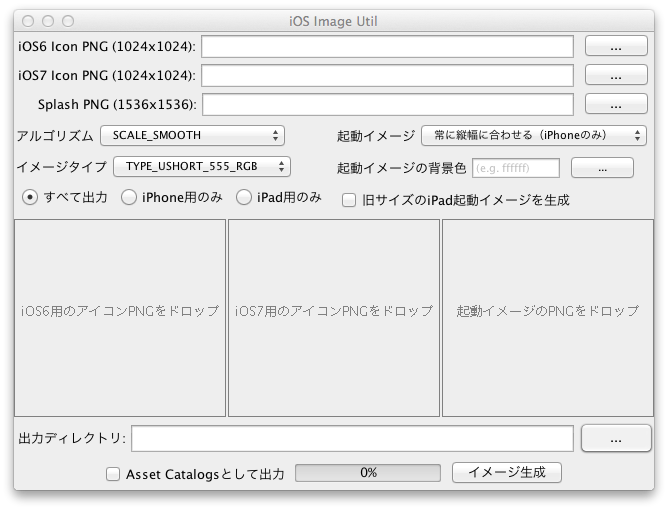 iOS Image Util
iOS6 Icon PNG (1024x1024): ...
iOS7 Icon PNG (1024x1024): ...
Splash PNG (1536x1536): ...
アルゴリズム SCALE_SMOOTH 起動イメージ 常に縦幅に合わせる（iPhoneのみ）
イメージタイプ TYPE_USHORT_555_RGB 起動イメージの背景色 (e.g. ffffff) ...
すべて出力 iPhone用のみ iPad用のみ 旧サイズのiPad起動イメージを生成
iOS6用のアイコンPNGをドロップ iOS7用のアイコンPNGをドロップ 起動イメージのPNGをドロップ
出力ディレクトリ: ...
Asset Catalogsとして出力 0% イメージ生成